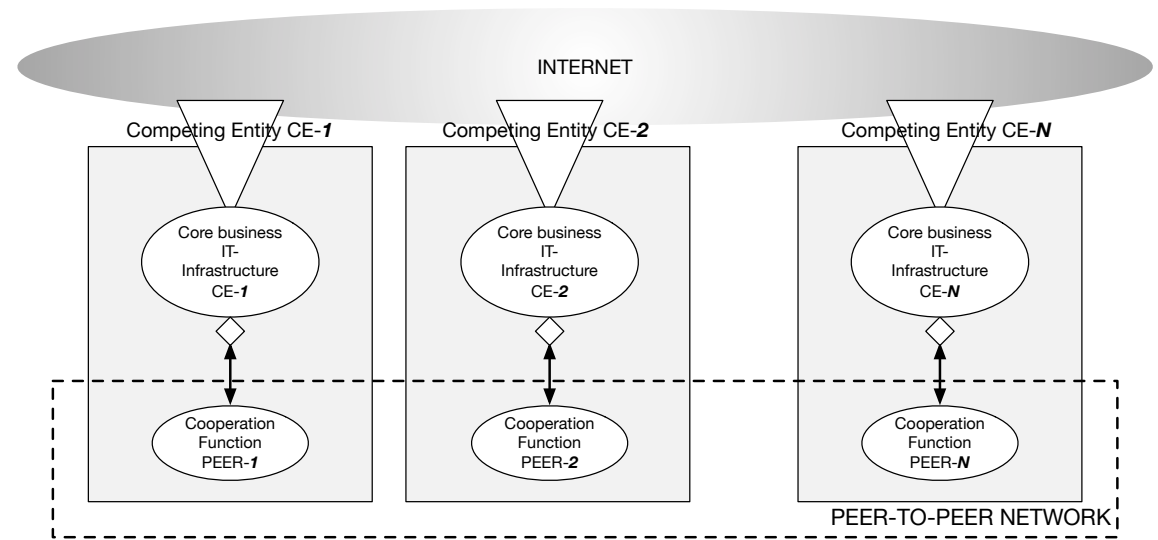 INTERNET
Competing Entity CE-1
Competing Entity CE-2
Competing Entity CE-N
Core business
IT-
Infrastructure
CE-1
Core business
IT-
Infrastructure
CE-2
Core business
IT-
Infrastructure
CE-N
Cooperation
Function
PEER-1
Cooperation
Function
PEER-2
Cooperation
Function
PEER-N
PEER-TO-PEER NETWORK